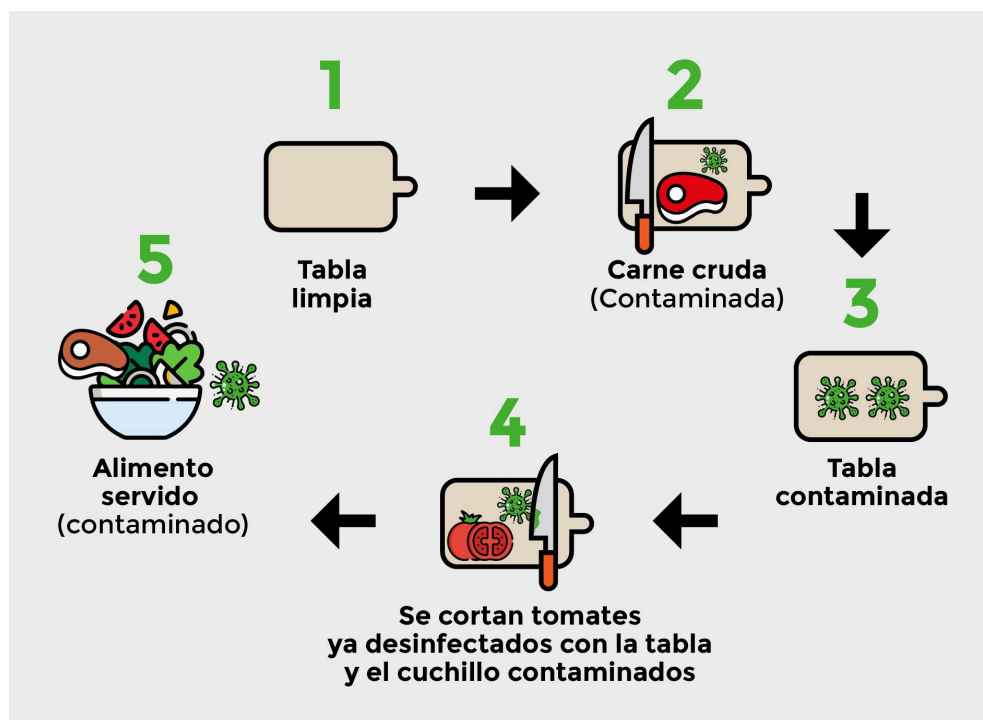 1
Tabla
limpia
2
Carne cruda
(Contaminada)
3
Tabla
contaminada
4
Se cortan tomates
ya desinfectados con la tabla
y el cuchillo contaminados
5
Alimento
servido
(contaminado)